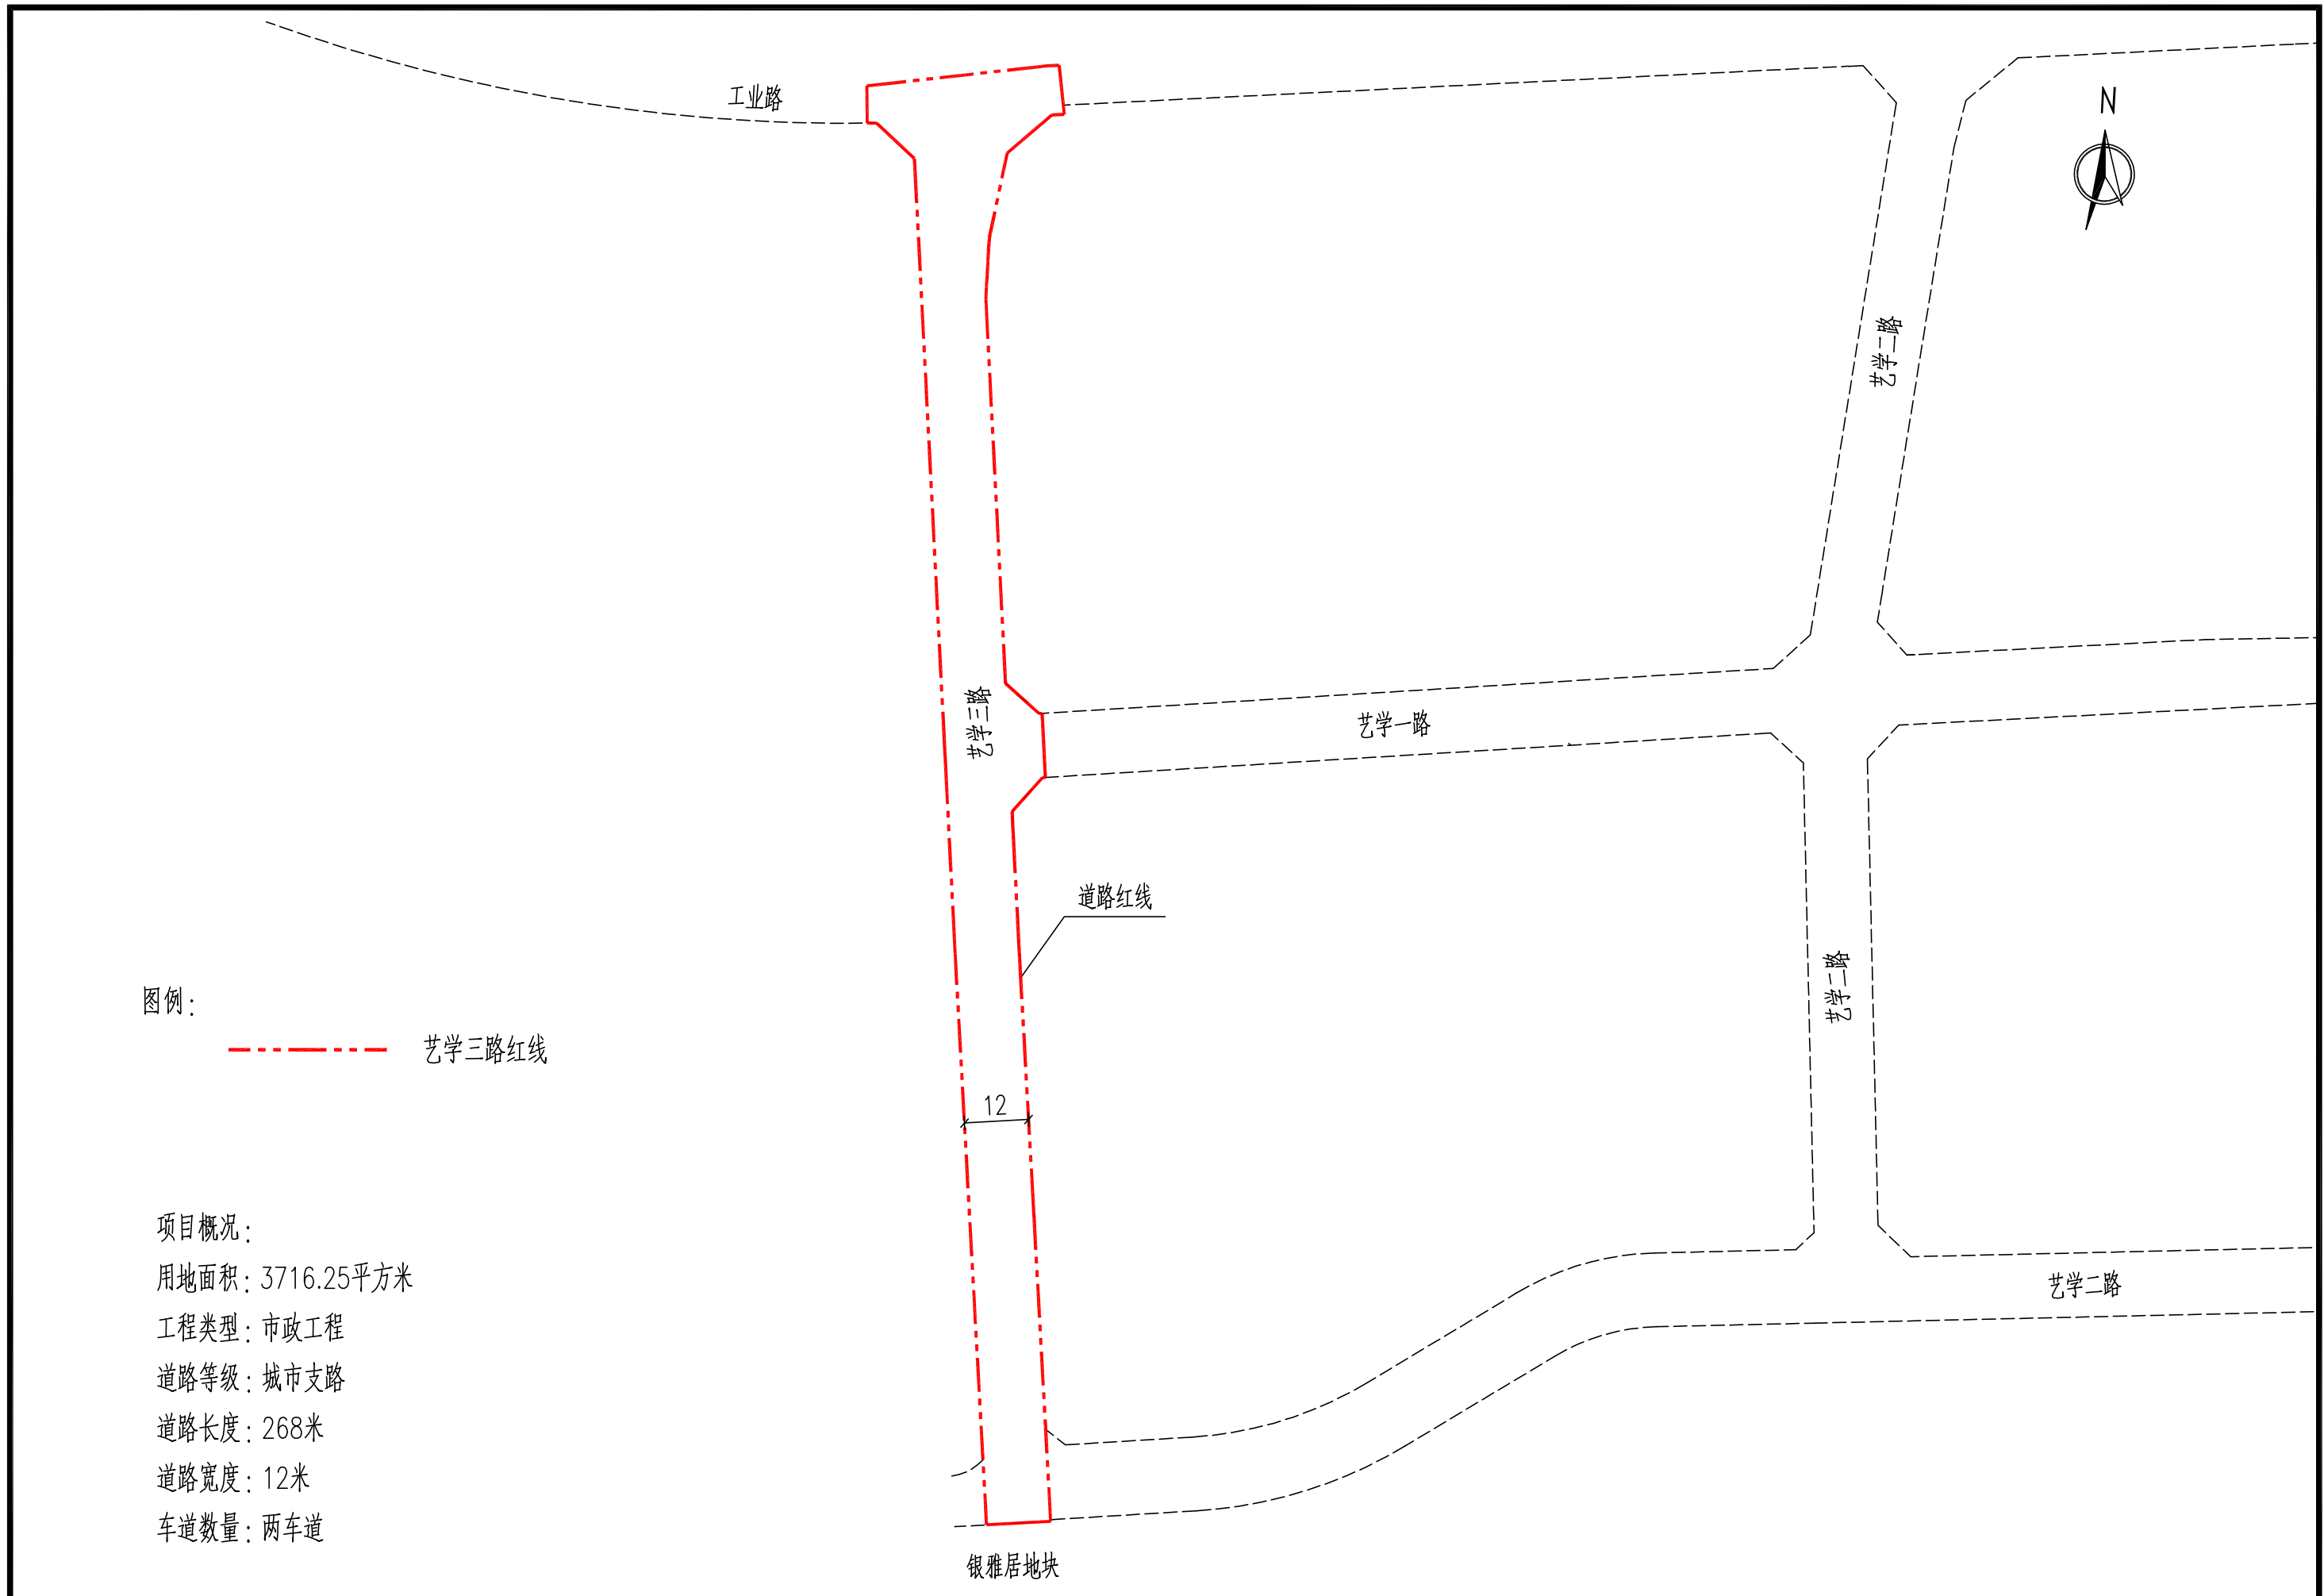 工业路
N
艺学二路
艺学三路
艺学一路
道路红线
艺学二路
图例：
艺学三路红线
12
项目概况：
用地面积：3716.25平方米
工程类型：市政工程
道路等级：城市支路
道路长度：268米
道路宽度：12米
车道数量：两车道
艺学二路
银雅居地块